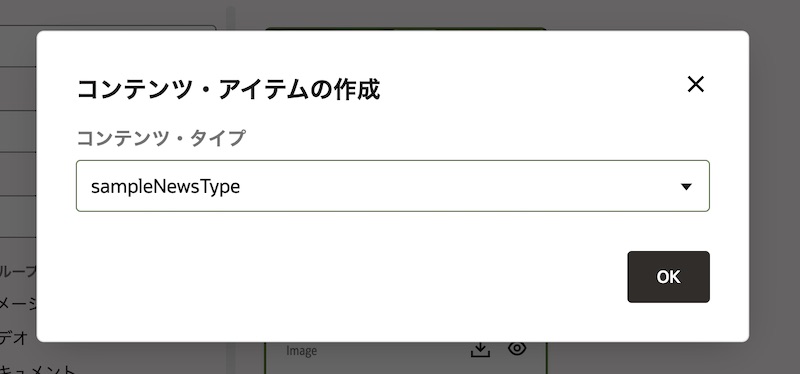 コンテンツ・アイテムの作成
コンテンツ・タイプ
sampleNewsType
OK
ループ
メージ
デオ
キュメント
Image